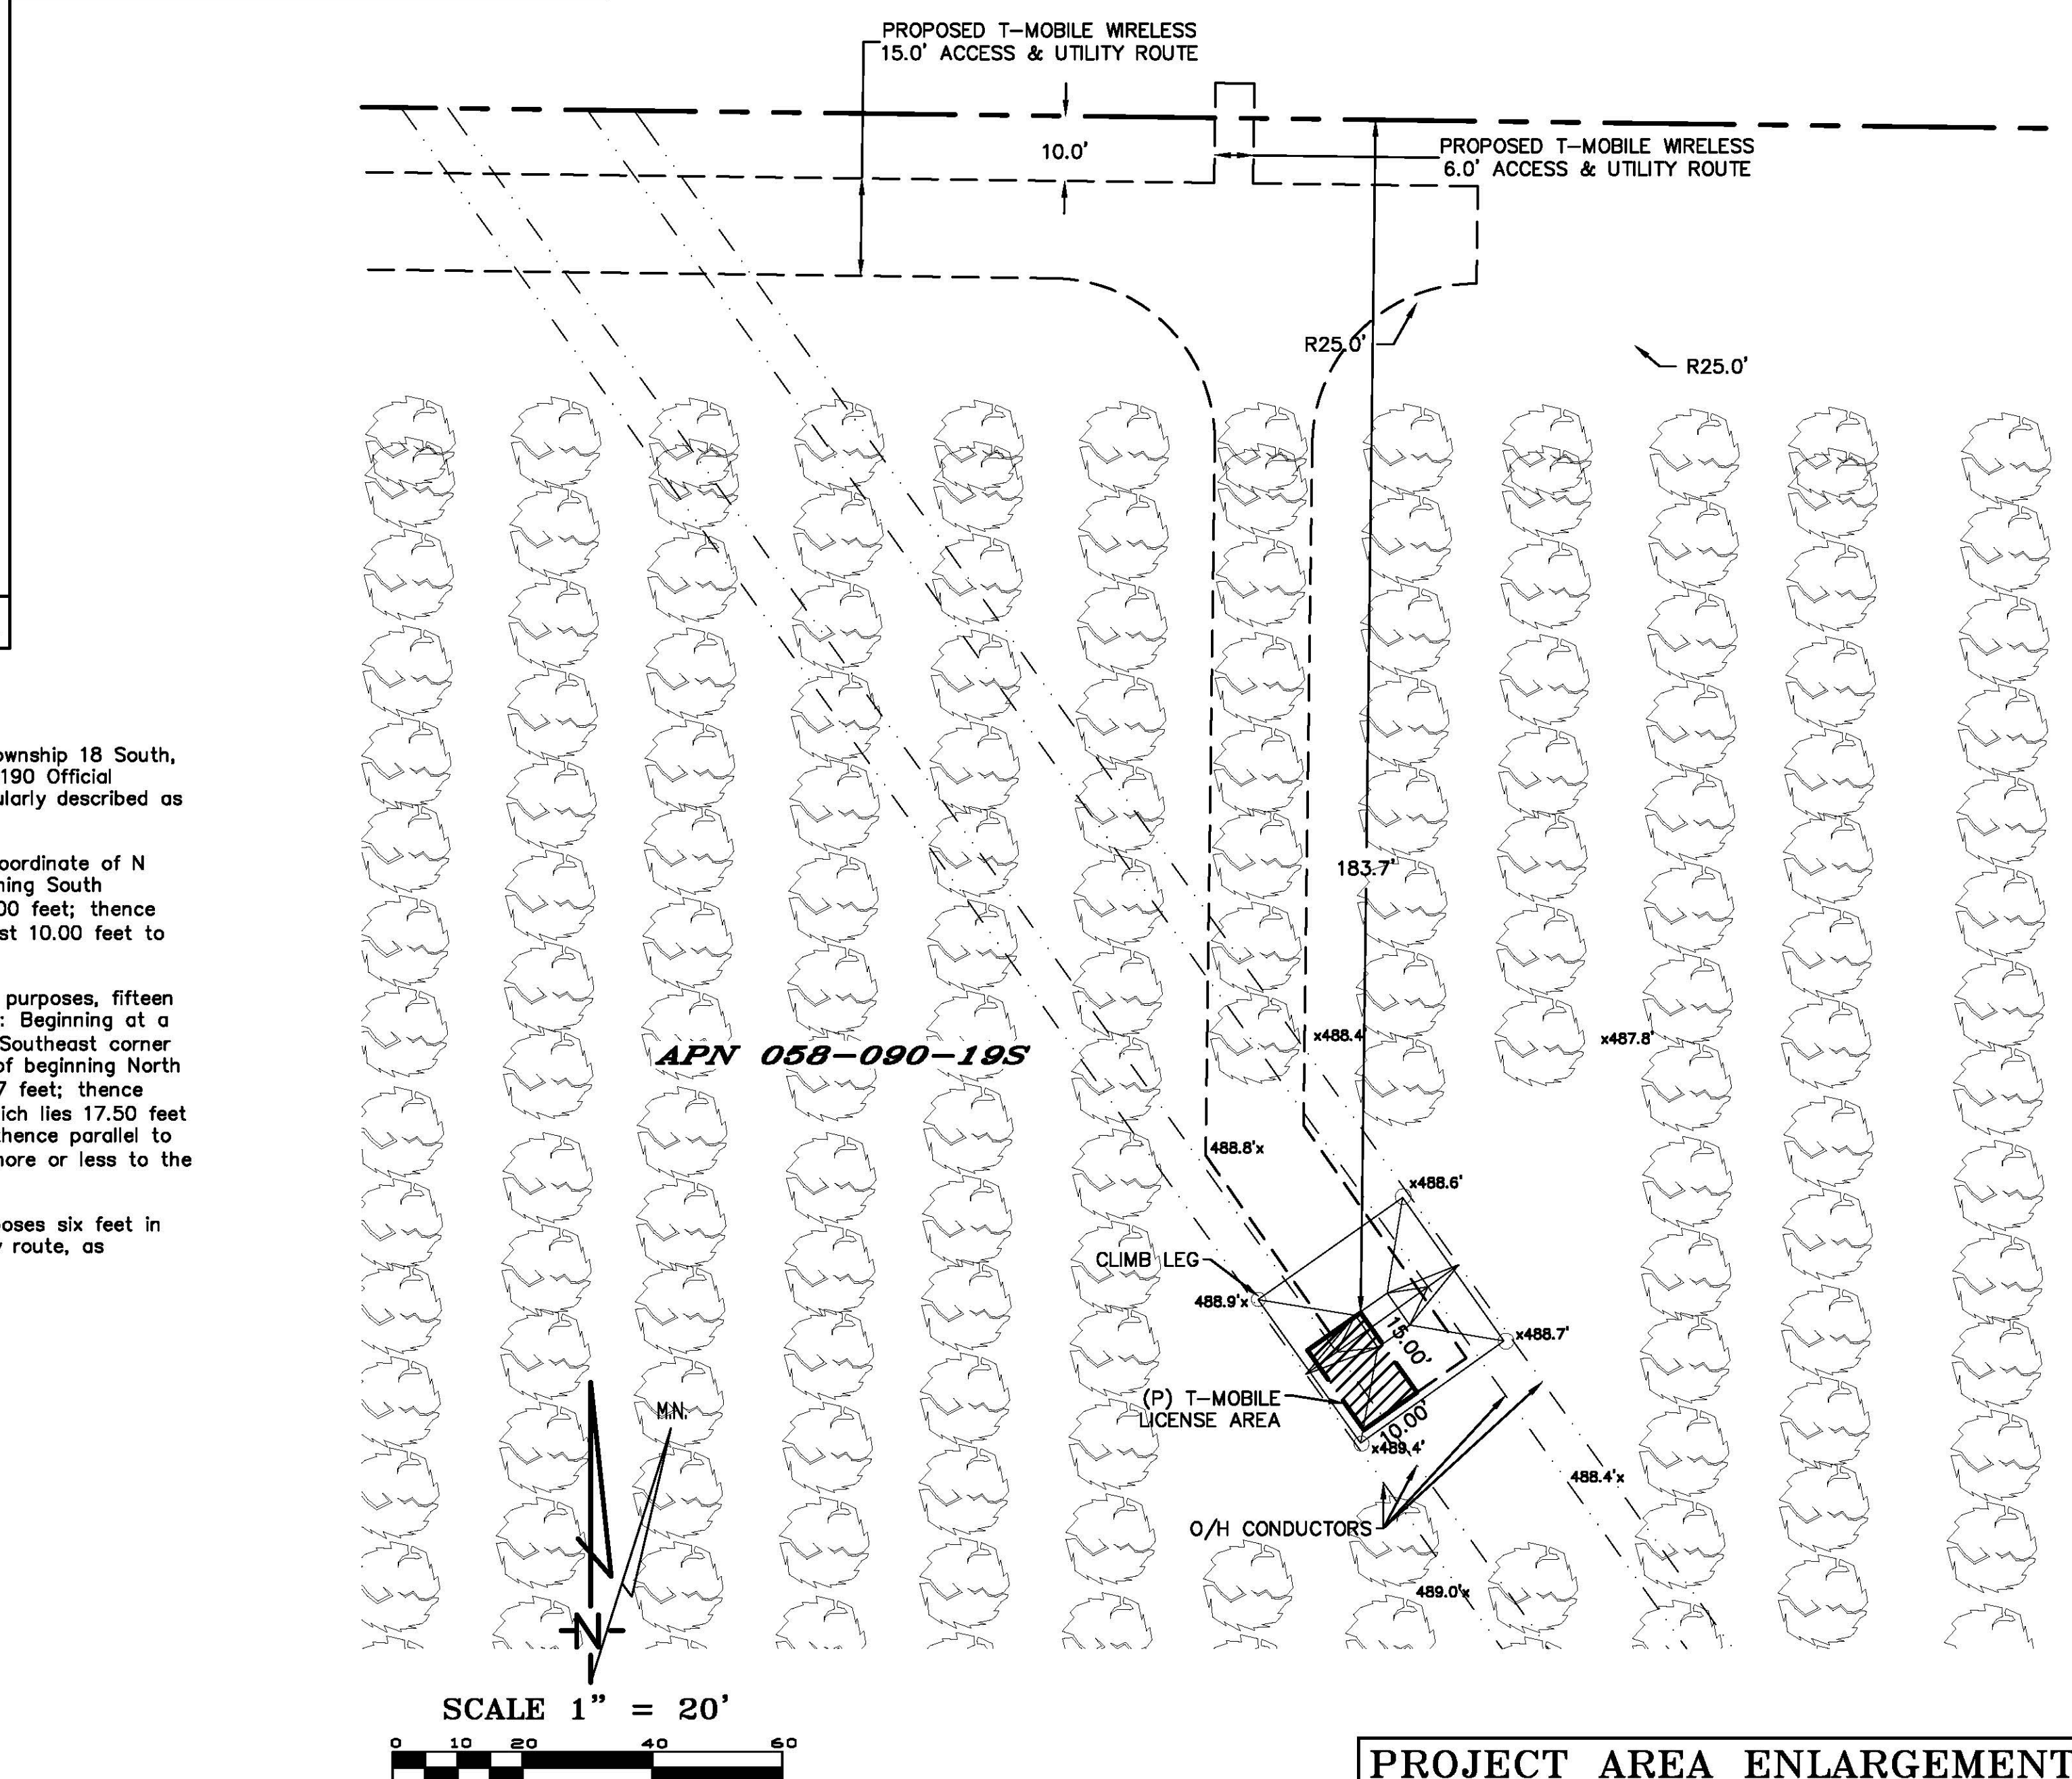 PROPOSED T-MOBILE WIRELESS
15.0' ACCESS & UTILITY ROUTE
10.0'
PROPOSED T-MOBILE WIRELESS
6.0' ACCESS & UTILITY ROUTE
R25.0'
R25.0'
ownship 18 South,
190 Official
ularly described as
oordinate of N
ning South
00 feet; thence
st 10.00 feet to
purposes, fifteen
: Beginning at a
Southeast corner
of beginning North
7 feet; thence
ich lies 17.50 feet
thence parallel to
more or less to the
oses six feet in
route, as
183.7'
x488.4'
x487.8'
APN 058-090-19S
488.8'x
x488.6'
CLIMB LEG
488.9'x
15.00'
x488.7'
(P) T-MOBILE
LICENSE AREA
10.00'
x489.4'
M.N.
488.4'x
O/H CONDUCTORS
489.0'x
N
SCALE 1" = 20'
0 10 20 40 60
PROJECT AREA ENLARGEMENT